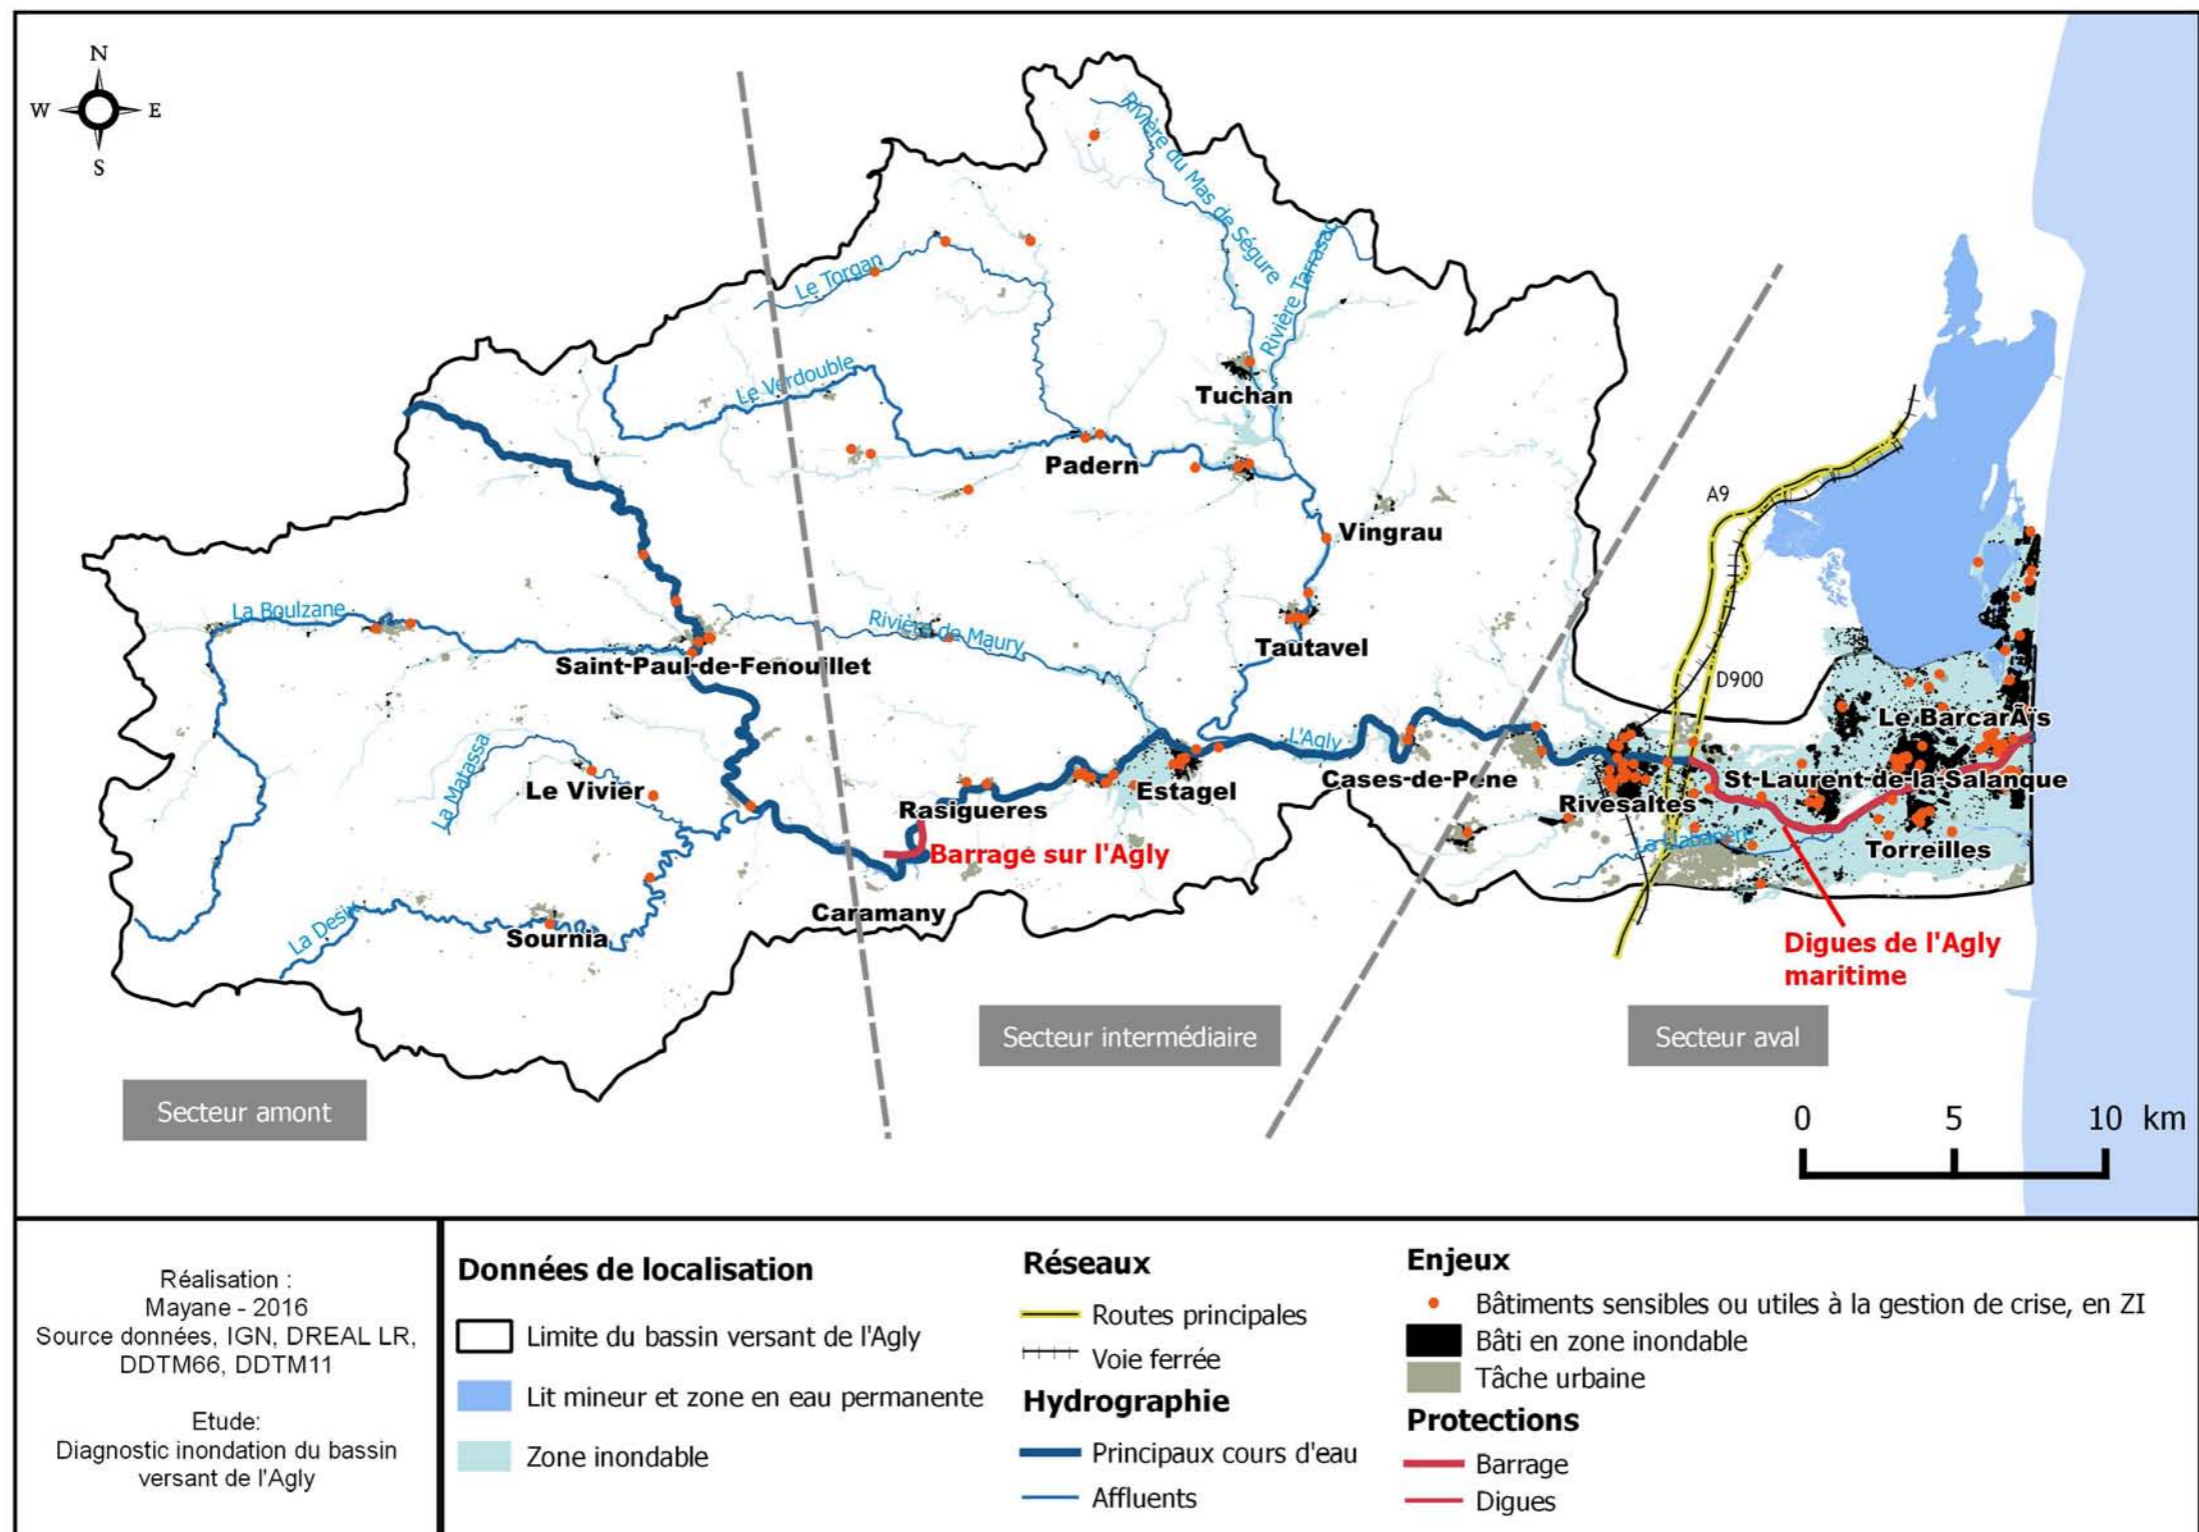 N
W
E
S
Rivière du Mas de Ségure
Rivière Tarrasac
Le Torgan
Le Verdouble
Tuchan
Padern
A9
Vingrau
La Boulzane
Rivière de Maury
Tautavel
Saint-Paul-de-Fenouillet
D900
Le BarcarÃ¨s
L'Agly
La Matassa
Le Vivier
Cases-de-Pene
St-Laurent-de-la-Salanque
Estagel
Rivesaltes
Rasigueres
La Llabanère
Torreilles
Barrage sur l'Agly
Caramany
La Desix
Sournia
Digues de l'Agly
maritime
Secteur intermédiaire
Secteur aval
Secteur amont
0 5 10 km
Réalisation :
Mayane - 2016
Source données, IGN, DREAL LR,
DDTM66, DDTM11
Etude:
Diagnostic inondation du bassin
versant de l'Agly
Données de localisation
Limite du bassin versant de l'Agly
Lit mineur et zone en eau permanente
Zone inondable
Réseaux
Routes principales
Voie ferrée
Hydrographie
Principaux cours d'eau
Affluents
Enjeux
Bâtiments sensibles ou utiles à la gestion de crise, en ZI
Bâti en zone inondable
Tâche urbaine
Protections
Barrage
Digues